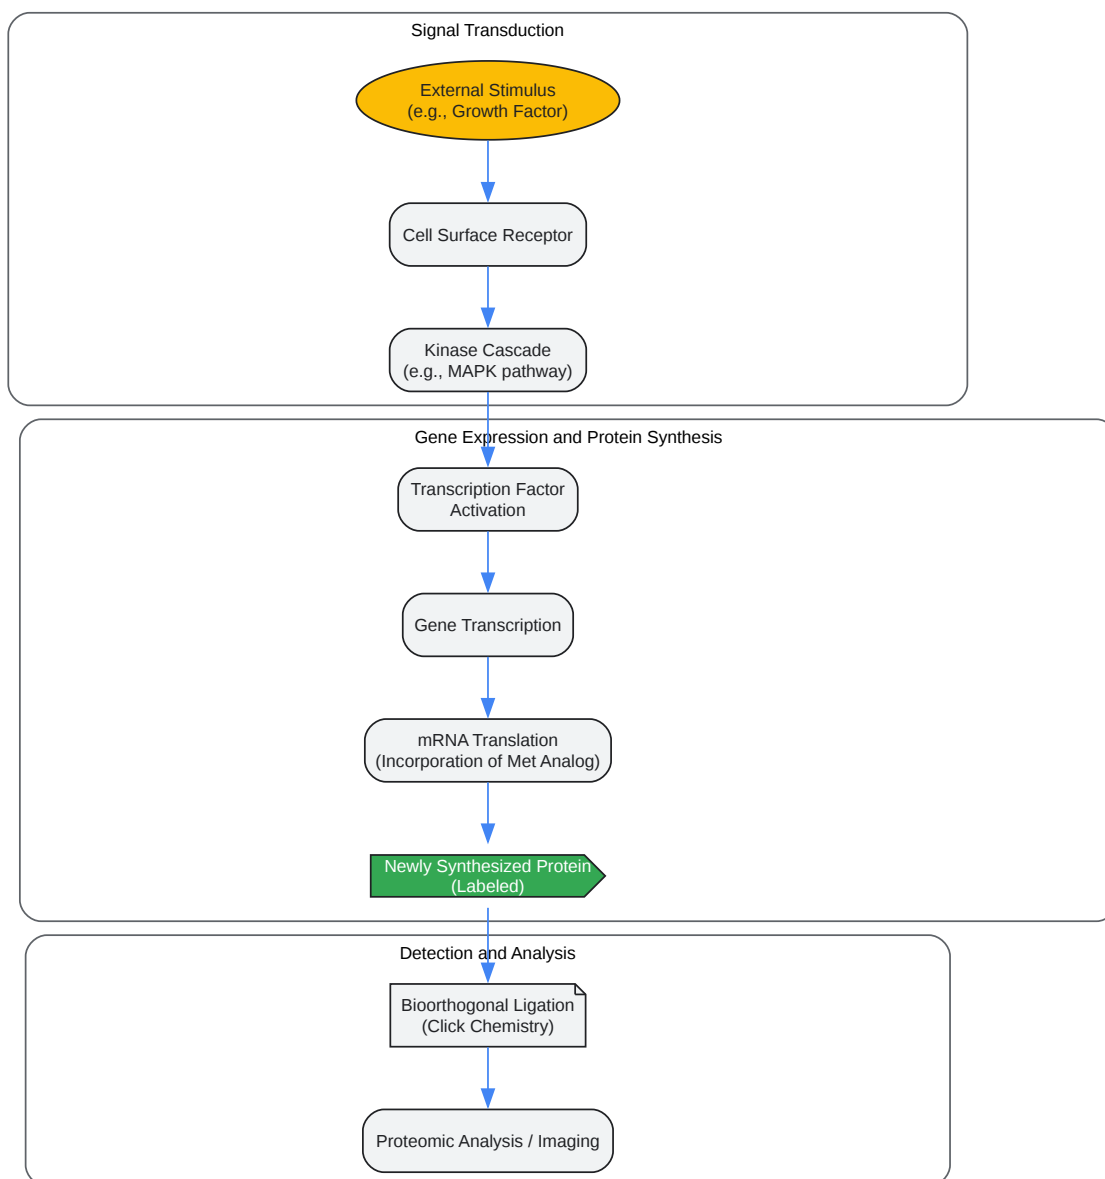 Signal Transduction
External Stimulus
(e.g., Growth Factor)
Cell Surface Receptor
Kinase Cascade
(e.g., MAPK pathway)
Gene Expression and Protein Synthesis
Transcription Factor
Activation
Gene Transcription
mRNA Translation
(Incorporation of Met Analog)
Newly Synthesized Protein
(Labeled)
Detection and Analysis
Bioorthogonal Ligation
(Click Chemistry)
Proteomic Analysis / Imaging